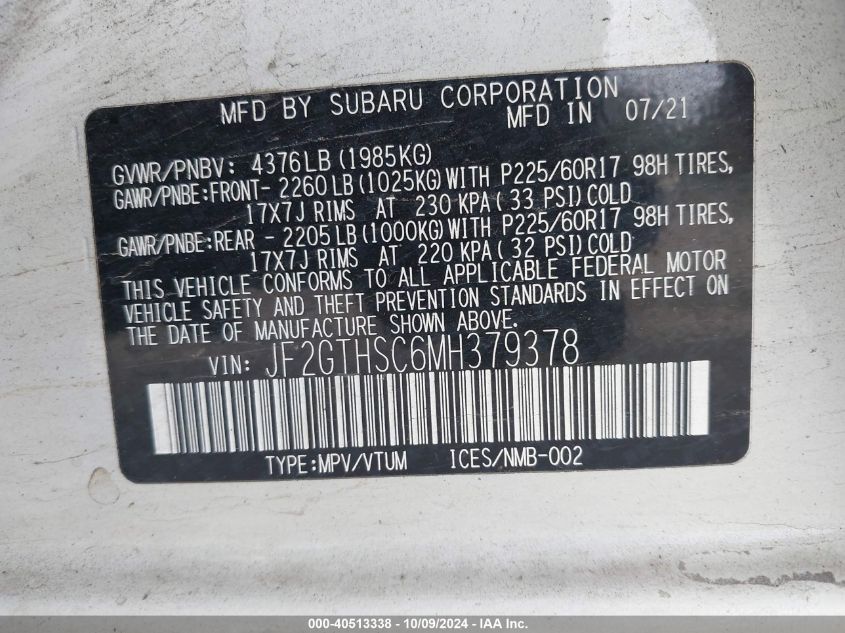 MFD BY SUBARU CORPORATION
MFD IN 07/21
GVWR/PNBV: 4376LB (1985KG)
GAWR/PNBE:FRONT- 2260 LB (1025KG) WITH P225/60R17 98H TIRES,
17X7J RIMS AT 230 KPA ( 33 PSI) COLD
GAWR/PNBE:REAR - 2205 LB (1000KG) WITH P225/60R17 98H TIRES,
17X7J RIMS AT 220 KPA ( 32 PSI) COLD
THIS VEHICLE CONFORMS TO ALL APPLICABLE FEDERAL MOTOR
VEHICLE SAFETY AND THEFT PREVENTION STANDARDS IN EFFECT ON
THE DATE OF MANUFACTURE SHOWN ABOVE.
VIN: JF2GTHSC6MH379378
TYPE:MPV/VTUM ICES/NMB-002
000-40513338 - 10/09/2024 - IAAI.com